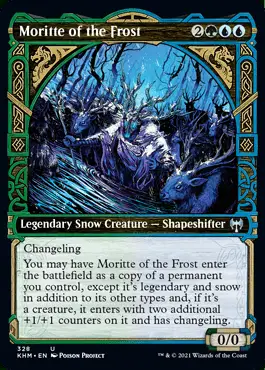 Moritte of the Frost 2
Legendary Snow Creature — Shapeshifter
Changeling
You may have Moritte of the Frost enter
the battlefield as a copy of a permanent
you control, except it's legendary and snow
in addition to its other types and, if it's
a creature, it enters with two additional
+1/+1 counters on it and has changeling.
0/0
328 U
KHM • EN Poison Project
™ & © 2021 Wizards of the Coast